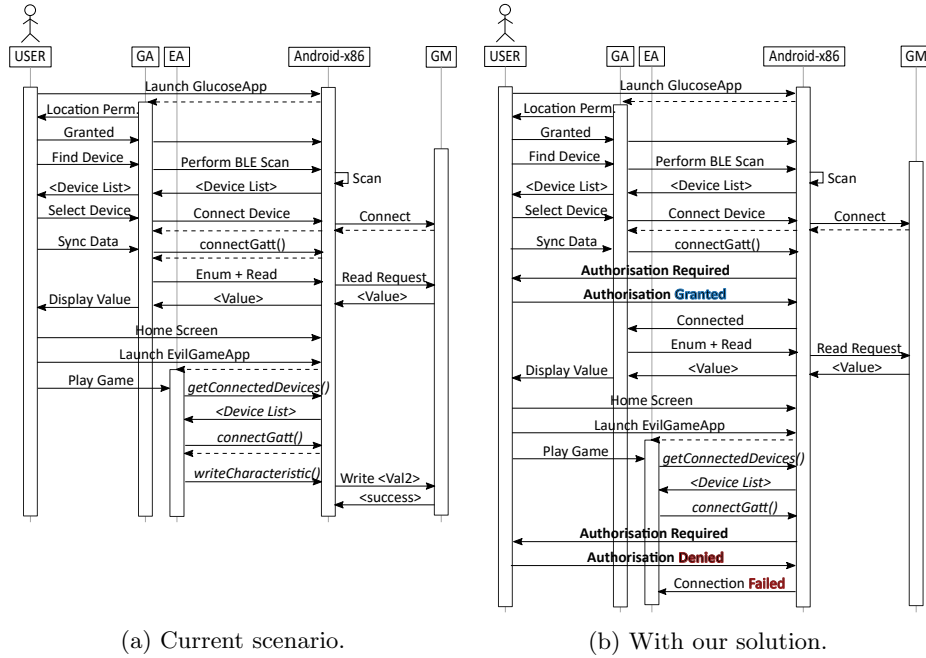 USER GA EA Android-x86 GM
Launch GlucoseApp
Location Perm.
Granted
Find Device
Perform BLE Scan
Scan
<Device List> <Device List>
Select Device Connect Device Connect
Sync Data connectGatt()
Enum + Read Read Request
Display Value <Value> <Value>
Home Screen
Launch EvilGameApp
Play Game getConnectedDevices()
<Device List>
connectGatt()
writeCharacteristic() Write <Val2>
<success>
(a) Current scenario.
USER GA EA Android-x86 GM
Launch GlucoseApp
Location Perm.
Granted
Find Device
Perform BLE Scan
Scan
<Device List> <Device List>
Select Device Connect Device Connect
Sync Data connectGatt()
Authorisation Required
Authorisation Granted
Connected
Enum + Read Read Request
Display Value <Value> <Value>
Home Screen
Launch EvilGameApp
Play Game getConnectedDevices()
<Device List>
connectGatt()
Authorisation Required
Authorisation Denied
Connection Failed
(b) With our solution.